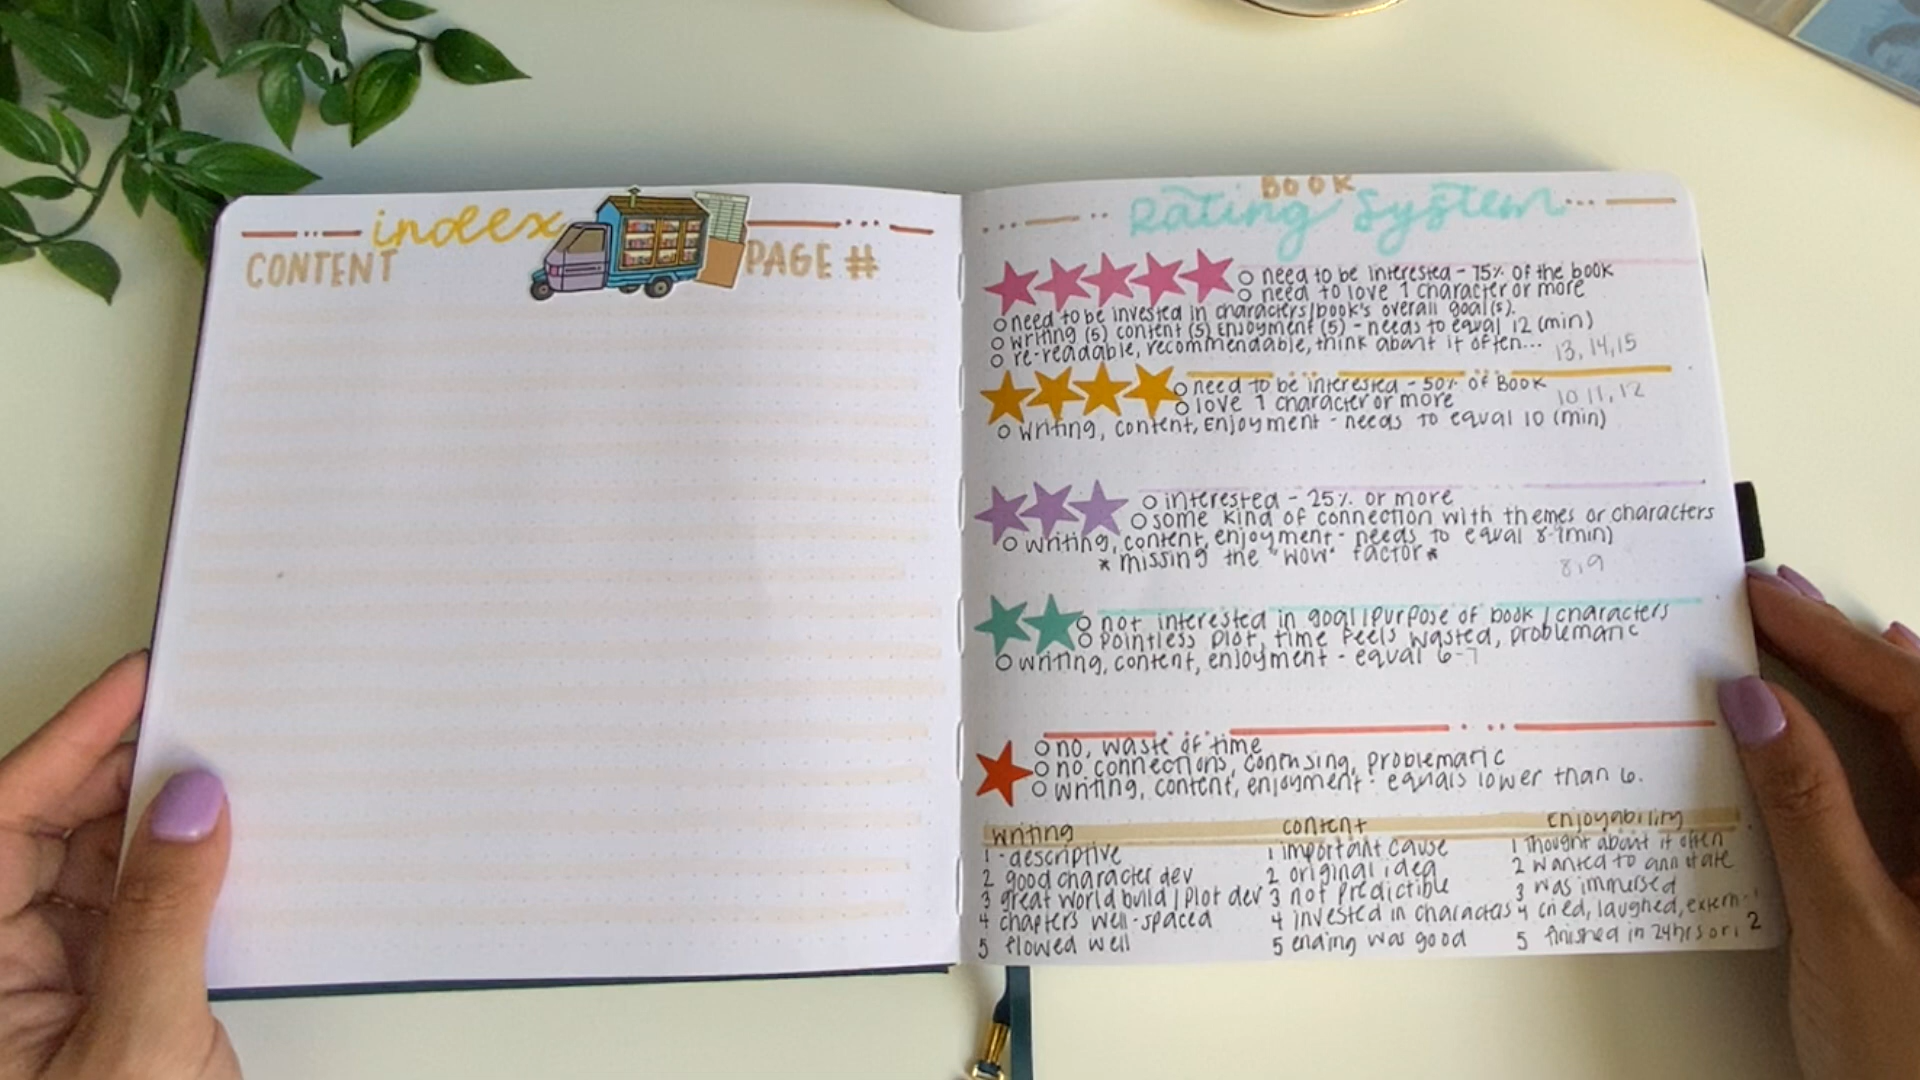 index
CONTENT
PAGE #
BOOK
Rating System
o need to be interested - 75% of the book
o need to love 1 character or more
o need to be invested in characters/book's overall goal(s).
o writing (5) content (5) Enjoyment (5) - needs to equal 12 (min)
o re-readable, recommendable, think about it often...
13, 14, 15
o need to be interested - 50% of Book
o love 1 character or more
10 11, 12
o writing, content, Enjoyment - needs to equal 10 (min)
o interested - 25% or more
o some kind of connection with themes or characters
o writing, content, enjoyment - needs to equal 8-9(min)
* missing the "wow" factor *
8, 9
o not interested in goal/purpose of book/characters
o pointless plot, time feels wasted, problematic
o writing, content, enjoyment - equal 6-7
o no, waste of time
o no connections, confusing, problematic
o writing, content, enjoyment - equals lower than 6.
writing
1 - descriptive
2 good character dev
3 great world build/plot dev
4 chapters well-spaced
5 flowed well
content
1 important cause
2 original idea
3 not predictible
4 invested in characters
5 ending was good
Enjoyability
1 Thought about it often
2 wanted to annotate
3 was immersed
4 cried, laughed, extern-
5 finished in 24hrs or 2